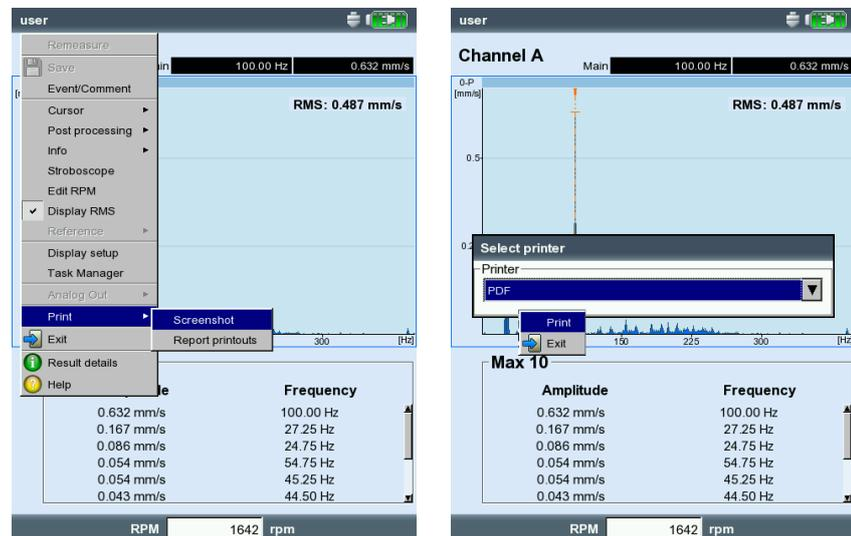 user
Remeasure
in 100.00 Hz 0.632 mm/s
Save
Event/Comment
RMS: 0.487 mm/s
Cursor
Post processing
Info
Stroboscope
Edit RPM
Display RMS
Reference
Display setup
Task Manager
Analog Out
Print
Screenshot
Exit
Report printouts
300 [Hz]
Result details
Help
le Frequency
0.632 mm/s 100.00 Hz
0.167 mm/s 27.25 Hz
0.086 mm/s 24.75 Hz
0.054 mm/s 54.75 Hz
0.054 mm/s 45.25 Hz
0.043 mm/s 44.50 Hz
RPM 1642 rpm
user
Channel A Main 100.00 Hz 0.632 mm/s
0-P
[mm/s]
RMS: 0.487 mm/s
0.5
0.2
Select printer
Printer
PDF
Print
Exit
150 225 300 [Hz
Max 10
Amplitude Frequency
0.632 mm/s 100.00 Hz
0.167 mm/s 27.25 Hz
0.086 mm/s 24.75 Hz
0.054 mm/s 54.75 Hz
0.054 mm/s 45.25 Hz
0.043 mm/s 44.50 Hz
RPM 1642 rpm